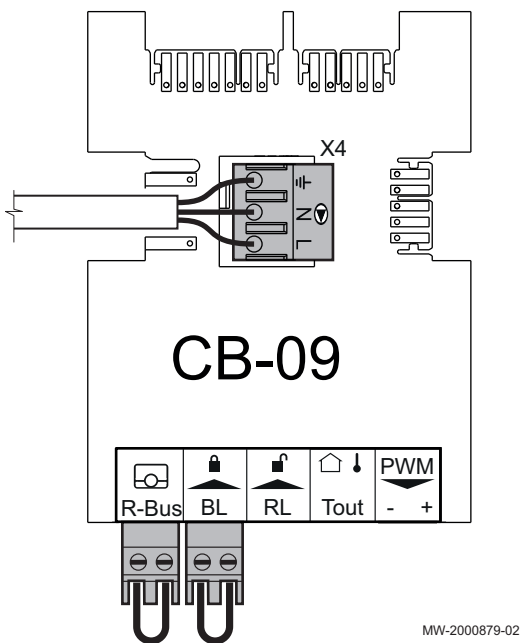 X4
N
L
CB-09
R-Bus BL RL Tout PWM
- +
MW-2000879-02